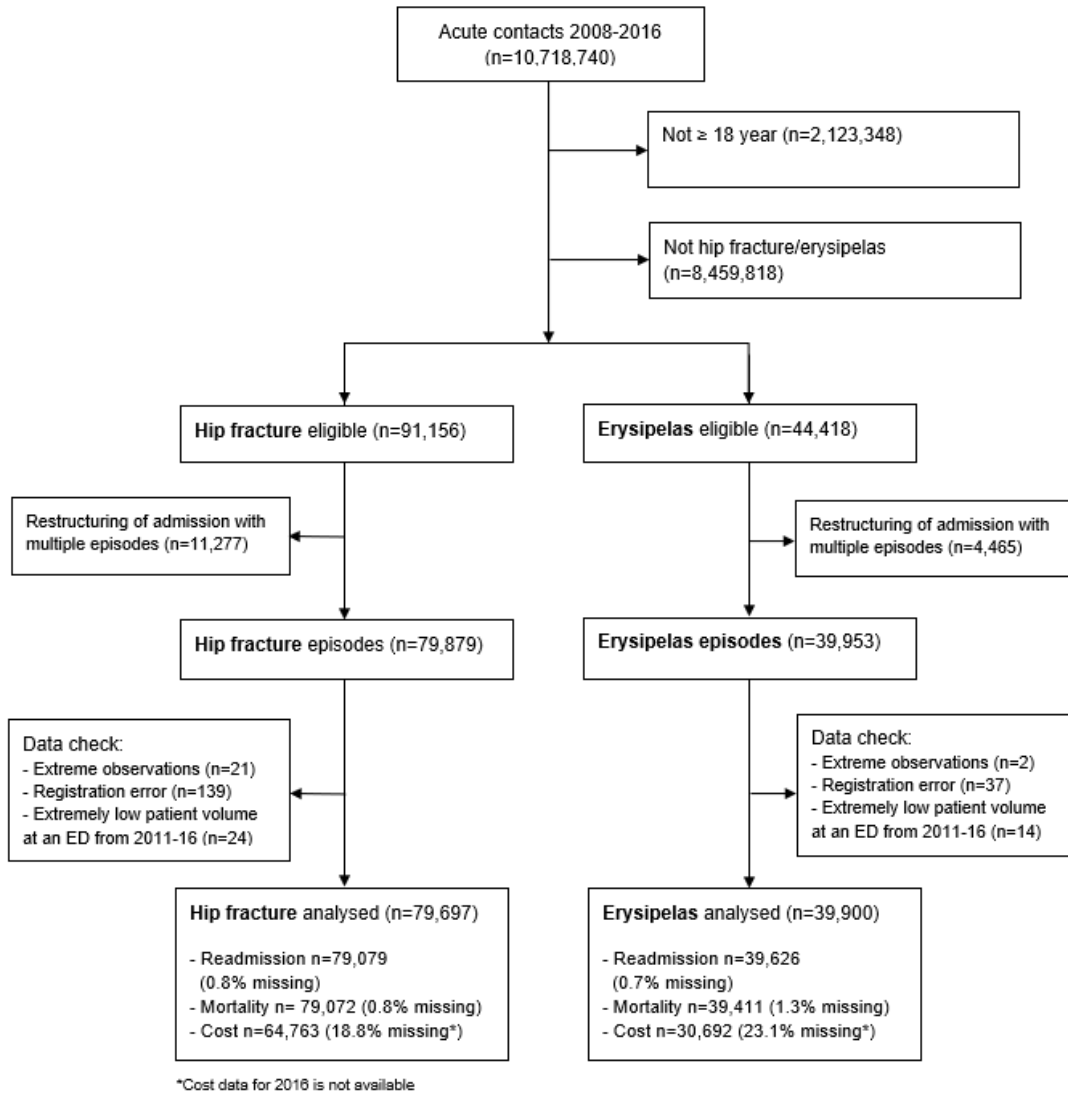 Acute contacts 2008-2016
(n=10,718,740)
Not ≥ 18 year (n=2,123,348)
Not hip fracture/erysipelas
(n=8,459,818)
Hip fracture eligible (n=91,156)
Erysipelas eligible (n=44,418)
Restructuring of admission with
multiple episodes (n=11,277)
Restructuring of admission with
multiple episodes (n=4,465)
Hip fracture episodes (n=79,879)
Erysipelas episodes (n=39,953)
Data check:
- Extreme observations (n=21)
- Registration error (n=139)
- Extremely low patient volume
at an ED from 2011-16 (n=24)
Data check:
- Extreme observations (n=2)
- Registration error (n=37)
- Extremely low patient volume
at an ED from 2011-16 (n=14)
Hip fracture analysed (n=79,697)
- Readmission n=79,079
(0.8% missing)
- Mortality n= 79,072 (0.8% missing)
- Cost n=64,763 (18.8% missing*)
Erysipelas analysed (n=39,900)
- Readmission n=39,626
(0.7% missing)
- Mortality n=39,411 (1.3% missing)
- Cost n=30,692 (23.1% missing*)
*Cost data for 2016 is not available